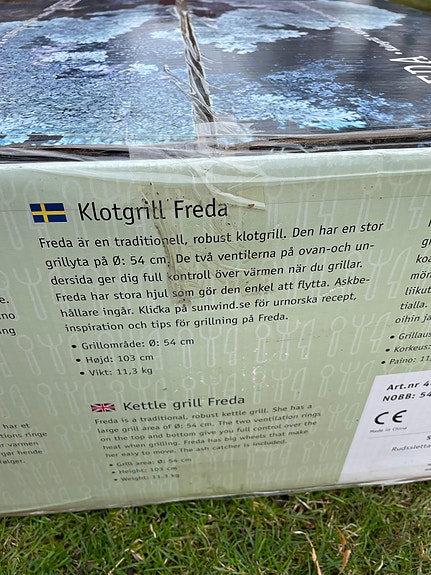 Klotgrill Freda
Freda är en traditionell, robust klotgrill. Den har en stor
grillyta på Ø: 54 cm. De två ventilerna på ovan-och un-
dersida ger dig full kontroll över värmen när du grillar.
Freda har stora hjul som gör den enkel att flytta. Askbe-
hållare ingår. Klicka på sunwind.se för urnorska recept,
inspiration och tips för grillning på Freda.
• Grillområde: Ø: 54 cm
• Højd: 103 cm
• Vikt: 11,3 kg
Kettle grill Freda
Freda is a traditional, robust kettle grill. She has a
large grill area of Ø: 54 cm. The two ventilation rings
on the top and bottom give you full control over the
heat when grilling. Freda has big wheels that make
her easy to move. The ash catcher is included.
• Grill area: Ø: 54 cm
• Height: 103 cm
• Weight: 11,3 kg
Art.nr 4
NOBB: 54
CE
Made in China
Rudssletta